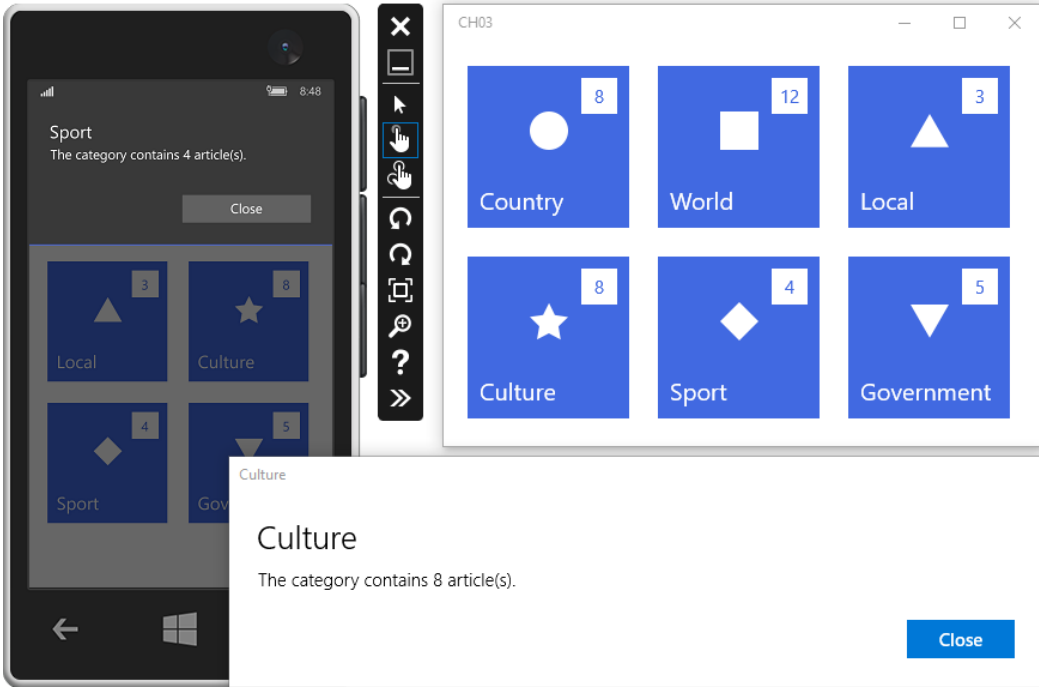 8:48
Sport
The category contains 4 article(s).
Close
3
Local
8
Culture
4
Sport
5
Gov
?
CH03
8
Country
12
World
3
Local
8
Culture
4
Sport
5
Government
Culture
Culture
The category contains 8 article(s).
Close